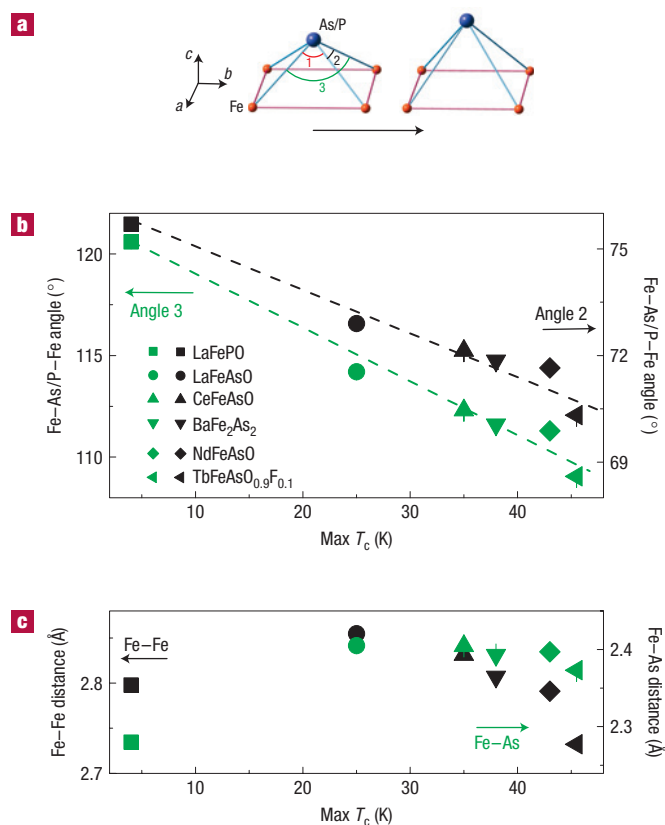 a
As/P
c
b
a
1
2
3
Fe
b
Fe–As/P–Fe angle (°)
120
115
110
75
72
69
Fe–As/P–Fe angle (°)
Angle 3
Angle 2
LaFePO
LaFeAsO
CeFeAsO
BaFe₂As₂
NdFeAsO
TbFeAsO₀.₉F₀.₁
10 20 30 40
Max Tc (K)
c
Fe–Fe distance (Å)
2.8
2.7
2.4
2.3
Fe–As distance (Å)
Fe–Fe
Fe–As
10 20 30 40
Max Tc (K)